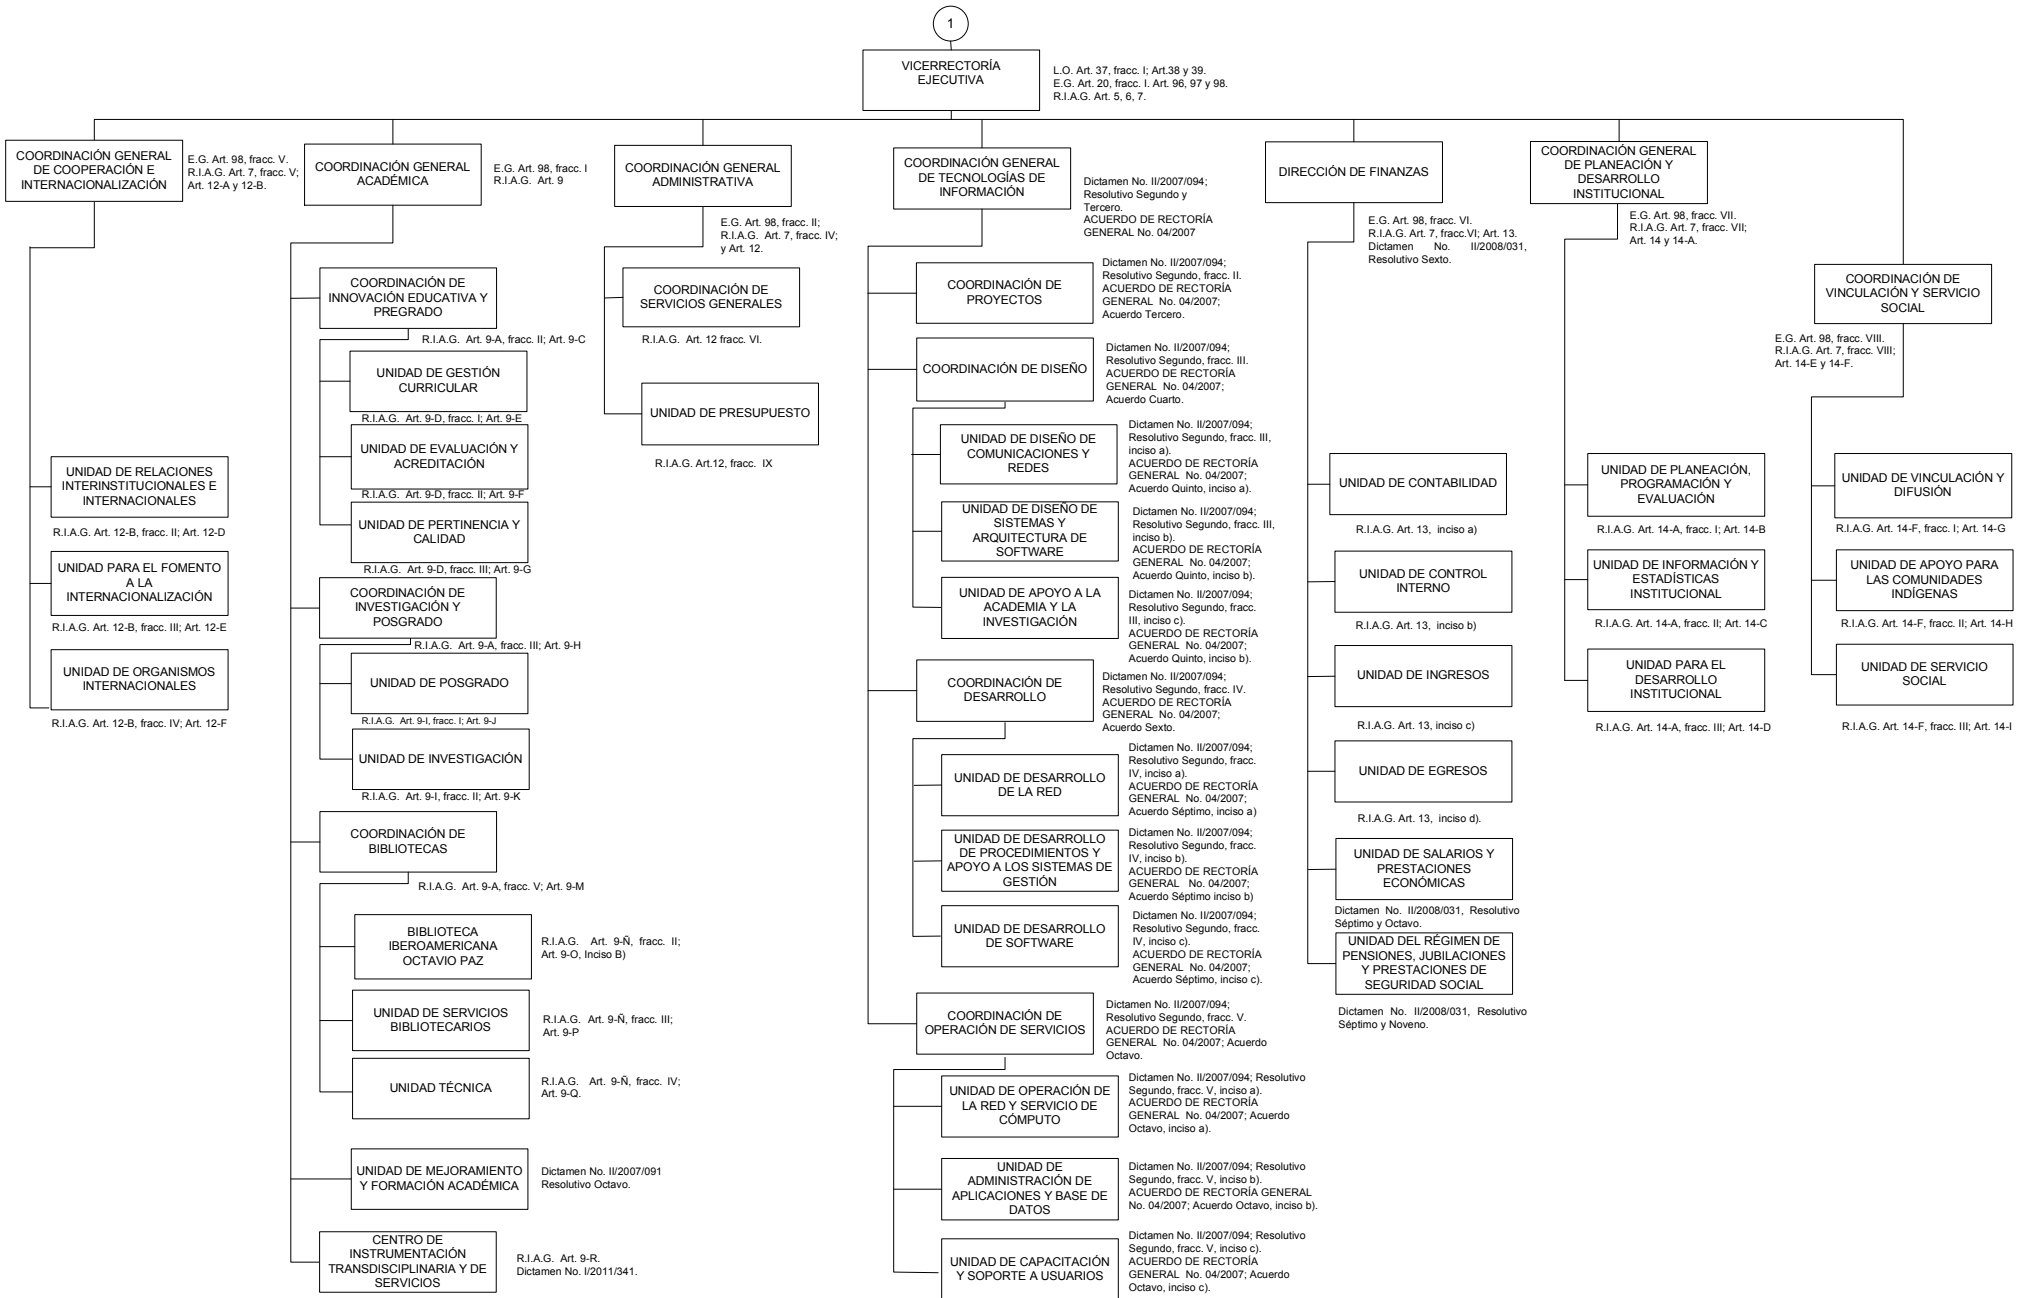 1
VICERRECTORÍA
EJECUTIVA
L.O. Art. 37, fracc. I; Art.38 y 39.
E.G. Art. 20, fracc. I. Art. 96, 97 y 98.
R.I.A.G. Art. 5, 6, 7.
COORDINACIÓN GENERAL
DE COOPERACIÓN E
INTERNACIONALIZACIÓN
E.G. Art. 98, fracc. V.
R.I.A.G. Art. 7, fracc. V;
Art. 12-A y 12-B.
UNIDAD DE RELACIONES
INTERINSTITUCIONALES E
INTERNACIONALES
R.I.A.G. Art. 12-B, fracc. II; Art. 12-D
UNIDAD PARA EL FOMENTO
A LA
INTERNACIONALIZACIÓN
R.I.A.G. Art. 12-B, fracc. III; Art. 12-E
UNIDAD DE ORGANISMOS
INTERNACIONALES
R.I.A.G. Art. 12-B, fracc. IV; Art. 12-F
COORDINACIÓN GENERAL
ACADÉMICA
E.G. Art. 98, fracc. I
R.I.A.G. Art. 9
COORDINACIÓN DE
INNOVACIÓN EDUCATIVA Y
PREGRADO
R.I.A.G. Art. 9-A, fracc. II; Art. 9-C
UNIDAD DE GESTIÓN
CURRICULAR
R.I.A.G. Art. 9-D, fracc. I; Art. 9-E
UNIDAD DE EVALUACIÓN Y
ACREDITACIÓN
R.I.A.G. Art. 9-D, fracc. II; Art. 9-F
UNIDAD DE PERTINENCIA Y
CALIDAD
R.I.A.G. Art. 9-D, fracc. III; Art. 9-G
COORDINACIÓN DE
INVESTIGACIÓN Y
POSGRADO
R.I.A.G. Art. 9-A, fracc. III; Art. 9-H
UNIDAD DE POSGRADO
R.I.A.G. Art. 9-I, fracc. I; Art. 9-J
UNIDAD DE INVESTIGACIÓN
R.I.A.G. Art. 9-I, fracc. II; Art. 9-K
COORDINACIÓN DE
BIBLIOTECAS
R.I.A.G. Art. 9-A, fracc. V; Art. 9-M
BIBLIOTECA
IBEROAMERICANA
OCTAVIO PAZ
R.I.A.G. Art. 9-Ñ, fracc. II;
Art. 9-O, Inciso B)
UNIDAD DE SERVICIOS
BIBLIOTECARIOS
R.I.A.G. Art. 9-Ñ, fracc. III;
Art. 9-P
UNIDAD TÉCNICA
R.I.A.G. Art. 9-Ñ, fracc. IV;
Art. 9-Q.
UNIDAD DE MEJORAMIENTO
Y FORMACIÓN ACADÉMICA
Dictamen No. II/2007/091
Resolutivo Octavo.
CENTRO DE
INSTRUMENTACIÓN
TRANSDISCIPLINARIA Y DE
SERVICIOS
R.I.A.G. Art. 9-R.
Dictamen No. I/2011/341.
COORDINACIÓN GENERAL
ADMINISTRATIVA
E.G. Art. 98, fracc. II;
R.I.A.G. Art. 7, fracc. IV;
y Art. 12.
COORDINACIÓN DE
SERVICIOS GENERALES
R.I.A.G. Art. 12 fracc. VI.
UNIDAD DE PRESUPUESTO
R.I.A.G. Art.12, fracc. IX
COORDINACIÓN GENERAL
DE TECNOLOGÍAS DE
INFORMACIÓN
Dictamen No. II/2007/094;
Resolutivo Segundo y
Tercero.
ACUERDO DE RECTORÍA
GENERAL No. 04/2007
COORDINACIÓN DE
PROYECTOS
Dictamen No. II/2007/094;
Resolutivo Segundo, fracc. II.
ACUERDO DE RECTORÍA
GENERAL No. 04/2007;
Acuerdo Tercero.
COORDINACIÓN DE DISEÑO
Dictamen No. II/2007/094;
Resolutivo Segundo, fracc. III.
ACUERDO DE RECTORÍA
GENERAL No. 04/2007;
Acuerdo Cuarto.
UNIDAD DE DISEÑO DE
COMUNICACIONES Y
REDES
Dictamen No. II/2007/094;
Resolutivo Segundo, fracc. III,
inciso a).
ACUERDO DE RECTORÍA
GENERAL No. 04/2007;
Acuerdo Quinto, inciso a).
UNIDAD DE DISEÑO DE
SISTEMAS Y
ARQUITECTURA DE
SOFTWARE
Dictamen No. II/2007/094;
Resolutivo Segundo, fracc. III,
inciso b).
ACUERDO DE RECTORÍA
GENERAL No. 04/2007;
Acuerdo Quinto, inciso b).
UNIDAD DE APOYO A LA
ACADEMIA Y LA
INVESTIGACIÓN
Dictamen No. II/2007/094;
Resolutivo Segundo, fracc.
III, inciso c).
ACUERDO DE RECTORÍA
GENERAL No. 04/2007;
Acuerdo Quinto, inciso b).
COORDINACIÓN DE
DESARROLLO
Dictamen No. II/2007/094;
Resolutivo Segundo, fracc. IV.
ACUERDO DE RECTORÍA
GENERAL No. 04/2007;
Acuerdo Sexto.
UNIDAD DE DESARROLLO
DE LA RED
Dictamen No. II/2007/094;
Resolutivo Segundo, fracc.
IV, inciso a).
ACUERDO DE RECTORÍA
GENERAL No. 04/2007;
Acuerdo Séptimo, inciso a)
UNIDAD DE DESARROLLO
DE PROCEDIMIENTOS Y
APOYO A LOS SISTEMAS DE
GESTIÓN
Dictamen No. II/2007/094;
Resolutivo Segundo, fracc.
IV, inciso b).
ACUERDO DE RECTORÍA
GENERAL No. 04/2007;
Acuerdo Séptimo inciso b)
UNIDAD DE DESARROLLO
DE SOFTWARE
Dictamen No. II/2007/094;
Resolutivo Segundo, fracc.
IV, inciso c).
ACUERDO DE RECTORÍA
GENERAL No. 04/2007;
Acuerdo Séptimo, inciso c).
COORDINACIÓN DE
OPERACIÓN DE SERVICIOS
Dictamen No. II/2007/094;
Resolutivo Segundo, fracc. V.
ACUERDO DE RECTORÍA
GENERAL No. 04/2007; Acuerdo
Octavo.
UNIDAD DE OPERACIÓN DE
LA RED Y SERVICIO DE
CÓMPUTO
Dictamen No. II/2007/094; Resolutivo
Segundo, fracc. V, inciso a).
ACUERDO DE RECTORÍA
GENERAL No. 04/2007; Acuerdo
Octavo, inciso a).
UNIDAD DE
ADMINISTRACIÓN DE
APLICACIONES Y BASE DE
DATOS
Dictamen No. II/2007/094; Resolutivo
Segundo, fracc. V, inciso b).
ACUERDO DE RECTORÍA GENERAL
No. 04/2007; Acuerdo Octavo, inciso b).
UNIDAD DE CAPACITACIÓN
Y SOPORTE A USUARIOS
Dictamen No. II/2007/094; Resolutivo
Segundo, fracc. V, inciso c).
ACUERDO DE RECTORÍA
GENERAL No. 04/2007; Acuerdo
Octavo, inciso c).
DIRECCIÓN DE FINANZAS
E.G. Art. 98, fracc. VI.
R.I.A.G. Art. 7, fracc.VI; Art. 13.
Dictamen No. II/2008/031,
Resolutivo Sexto.
UNIDAD DE CONTABILIDAD
R.I.A.G. Art. 13, inciso a)
UNIDAD DE CONTROL
INTERNO
R.I.A.G. Art. 13, inciso b)
UNIDAD DE INGRESOS
R.I.A.G. Art. 13, inciso c)
UNIDAD DE EGRESOS
R.I.A.G. Art. 13, inciso d).
UNIDAD DE SALARIOS Y
PRESTACIONES
ECONÓMICAS
Dictamen No. II/2008/031, Resolutivo
Séptimo y Octavo.
UNIDAD DEL RÉGIMEN DE
PENSIONES, JUBILACIONES
Y PRESTACIONES DE
SEGURIDAD SOCIAL
Dictamen No. II/2008/031, Resolutivo
Séptimo y Noveno.
COORDINACIÓN GENERAL
DE PLANEACIÓN Y
DESARROLLO
INSTITUCIONAL
E.G. Art. 98, fracc. VII.
R.I.A.G. Art. 7, fracc. VII;
Art. 14 y 14-A.
UNIDAD DE PLANEACIÓN,
PROGRAMACIÓN Y
EVALUACIÓN
R.I.A.G. Art. 14-A, fracc. I; Art. 14-B
UNIDAD DE INFORMACIÓN Y
ESTADÍSTICAS
INSTITUCIONAL
R.I.A.G. Art. 14-A, fracc. II; Art. 14-C
UNIDAD PARA EL
DESARROLLO
INSTITUCIONAL
R.I.A.G. Art. 14-A, fracc. III; Art. 14-D
COORDINACIÓN DE
VINCULACIÓN Y SERVICIO
SOCIAL
E.G. Art. 98, fracc. VIII.
R.I.A.G. Art. 7, fracc. VIII;
Art. 14-E y 14-F.
UNIDAD DE VINCULACIÓN Y
DIFUSIÓN
R.I.A.G. Art. 14-F, fracc. I; Art. 14-G
UNIDAD DE APOYO PARA
LAS COMUNIDADES
INDÍGENAS
R.I.A.G. Art. 14-F, fracc. II; Art. 14-H
UNIDAD DE SERVICIO
SOCIAL
R.I.A.G. Art. 14-F, fracc. III; Art. 14-I